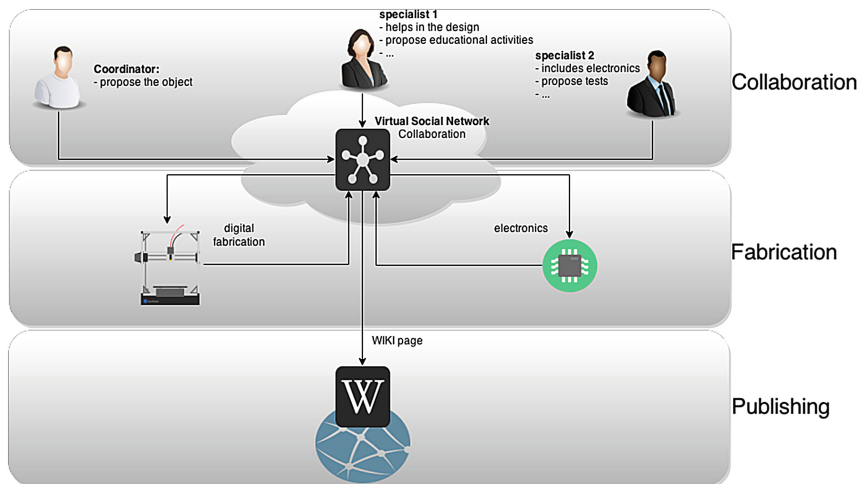 specialist 1
- helps in the design
- propose educational activities
- ...
Coordinator:
- propose the object
specialist 2
- includes electronics
- propose tests
- ...
Collaboration
Virtual Social Network
Collaboration
digital
fabrication
electronics
Fabrication
WIKI page
W
Publishing